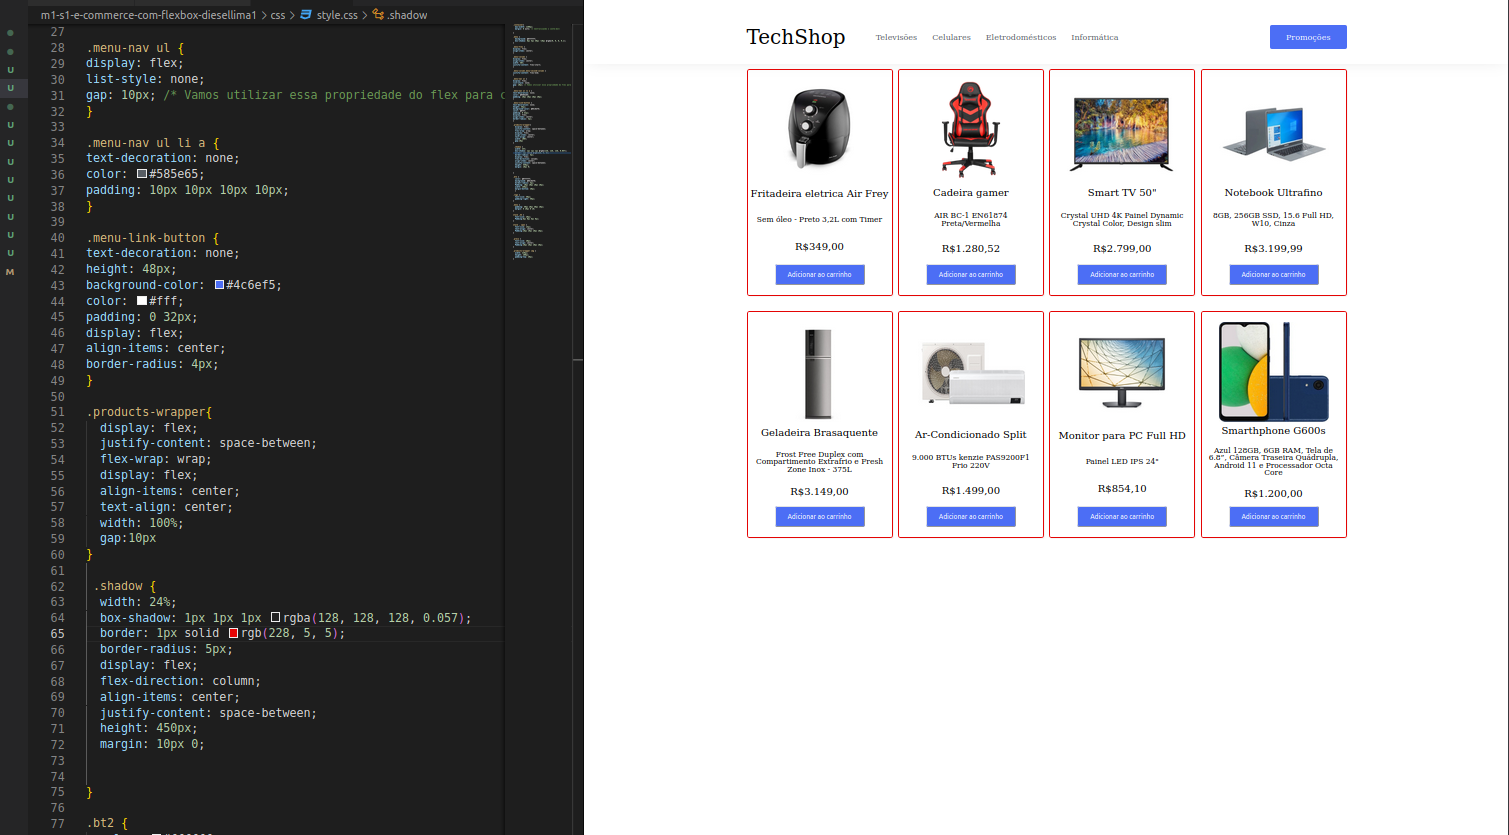 m1-s1-e-commerce-com-flexbox-diesellima1 > css > style.css > .shadow
27
28 .menu-nav ul {
29 display: flex;
30 list-style: none;
31 gap: 10px; /* Vamos utilizar essa propriedade do flex para c
32 }
33
34 .menu-nav ul li a {
35 text-decoration: none;
36 color: #585e65;
37 padding: 10px 10px 10px 10px;
38 }
39
40 .menu-link-button {
41 text-decoration: none;
42 height: 48px;
43 background-color: #4c6ef5;
44 color: #fff;
45 padding: 0 32px;
46 display: flex;
47 align-items: center;
48 border-radius: 4px;
49 }
50
51 .products-wrapper{
52 display: flex;
53 justify-content: space-between;
54 flex-wrap: wrap;
55 display: flex;
56 align-items: center;
57 text-align: center;
58 width: 100%;
59 gap:10px
60 }
61
62 .shadow {
63 width: 24%;
64 box-shadow: 1px 1px 1px rgba(128, 128, 128, 0.057);
65 border: 1px solid rgb(228, 5, 5);
66 border-radius: 5px;
67 display: flex;
68 flex-direction: column;
69 align-items: center;
70 justify-content: space-between;
71 height: 450px;
72 margin: 10px 0;
73
74
75 }
76
77 .bt2 {
U
U
U
U
U
U
U
U
U
U
M
TechShop Televisões Celulares Eletrodomésticos Informática Promoções
Fritadeira eletrica Air Frey
Sem óleo - Preto 3,2L com Timer
R$349,00
Adicionar ao carrinho
Cadeira gamer
AIR BC-1 EN61874
Preta/Vermelha
R$1.280,52
Adicionar ao carrinho
Smart TV 50"
Crystal UHD 4K Painel Dynamic
Crystal Color, Design slim
R$2.799,00
Adicionar ao carrinho
Notebook Ultrafino
8GB, 256GB SSD, 15.6 Full HD,
W10, Cinza
R$3.199,99
Adicionar ao carrinho
Geladeira Brasaquente
Frost Free Duplex com
Compartimento Extrafrio e Fresh
Zone Inox - 375L
R$3.149,00
Adicionar ao carrinho
Ar-Condicionado Split
9.000 BTUs kenzie PAS9200F1
Frio 220V
R$1.499,00
Adicionar ao carrinho
Monitor para PC Full HD
Painel LED IPS 24"
R$854,10
Adicionar ao carrinho
Smarthphone G600s
Azul 128GB, 6GB RAM, Tela de
6.8”, Câmera Traseira Quádrupla,
Android 11 e Processador Octa
Core
R$1.200,00
Adicionar ao carrinho